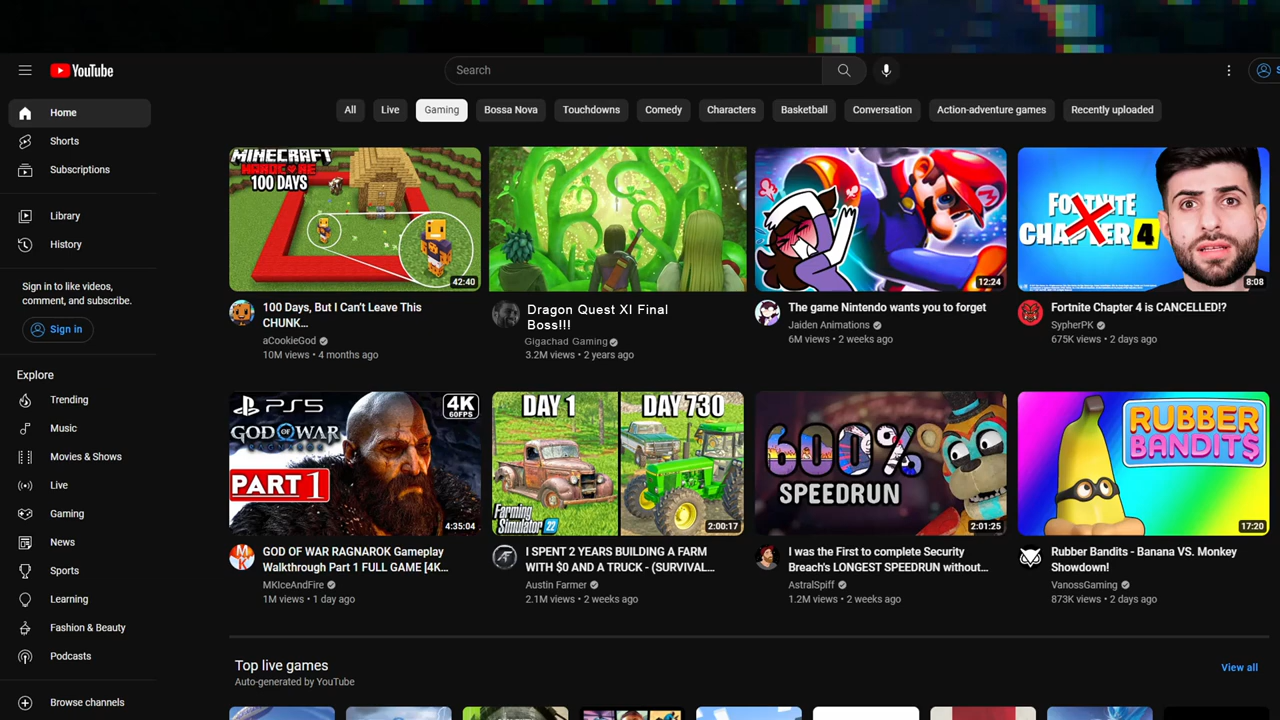 YouTube
Search
S
Home
Shorts
Subscriptions
Library
History
Sign in to like videos,
comment, and subscribe.
Sign in
Explore
Trending
Music
Movies & Shows
Live
Gaming
News
Sports
Learning
Fashion & Beauty
Podcasts
Browse channels
All
Live
Gaming
Bossa Nova
Touchdowns
Comedy
Characters
Basketball
Conversation
Action-adventure games
Recently uploaded
MINECRAFT
100 DAYS
42:40
100 Days, But I Can't Leave This
CHUNK...
aCookieGod
10M views • 4 months ago
Dragon Quest XI Final
Boss!!!
Gigachad Gaming
3.2M views • 2 years ago
M
12:24
The game Nintendo wants you to forget
Jaiden Animations
6M views • 2 weeks ago
FORTNITE
CHAPTER 4
8:08
Fortnite Chapter 4 is CANCELLED!?
SypherPK
675K views • 2 days ago
PS5
GOD OF WAR
PART 1
4K
60FPS
4:35:04
MK
GOD OF WAR RAGNAROK Gameplay
Walkthrough Part 1 FULL GAME [4K...
MKIceAndFire
1M views • 1 day ago
DAY 1
DAY 730
Farming
Simulator 22
2:00:17
I SPENT 2 YEARS BUILDING A FARM
WITH $0 AND A TRUCK - (SURVIVAL...
Austin Farmer
2.1M views • 2 weeks ago
600%
SPEEDRUN
2:01:25
I was the First to complete Security
Breach's LONGEST SPEEDRUN without...
AstralSpiff
1.2M views • 2 weeks ago
RUBBER
BANDITS
17:20
Rubber Bandits - Banana VS. Monkey
Showdown!
VanossGaming
873K views • 2 days ago
Top live games
Auto-generated by YouTube
View all